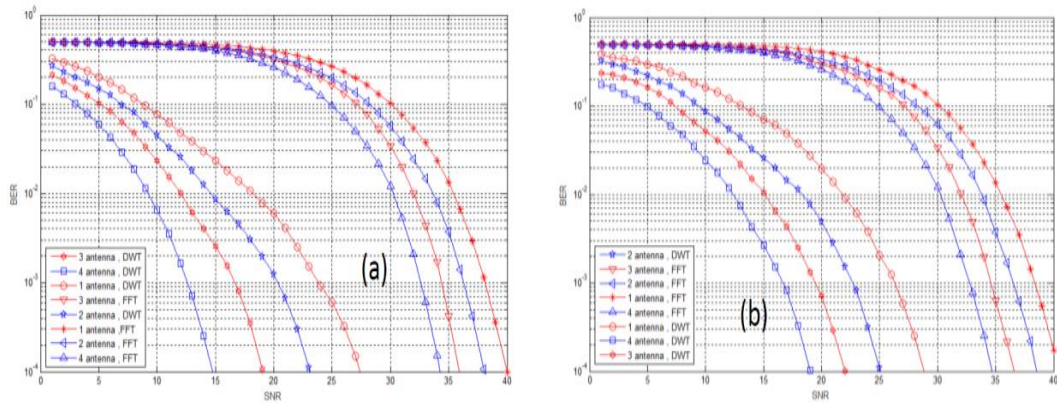 10^0
10^-1
10^-2
10^-3
10^-4
BER
0 5 10 15 20 25 30 35 40
SNR
3 antenna , DWT
4 antenna , DWT
1 antenna , DWT
3 antenna , FFT
2 antenna , DWT
1 antenna ,FFT
2 antenna , FFT
4 antenna , FFT
(a)
10^0
10^-1
10^-2
10^-3
10^-4
BER
0 5 10 15 20 25 30 35 40
SNR
2 antenna , DWT
3 antenna , FFT
2 antenna , FFT
1 antenna , FFT
4 antenna , FFT
1 antenna , DWT
4 antenna , DWT
3 antenna , DWT
(b)